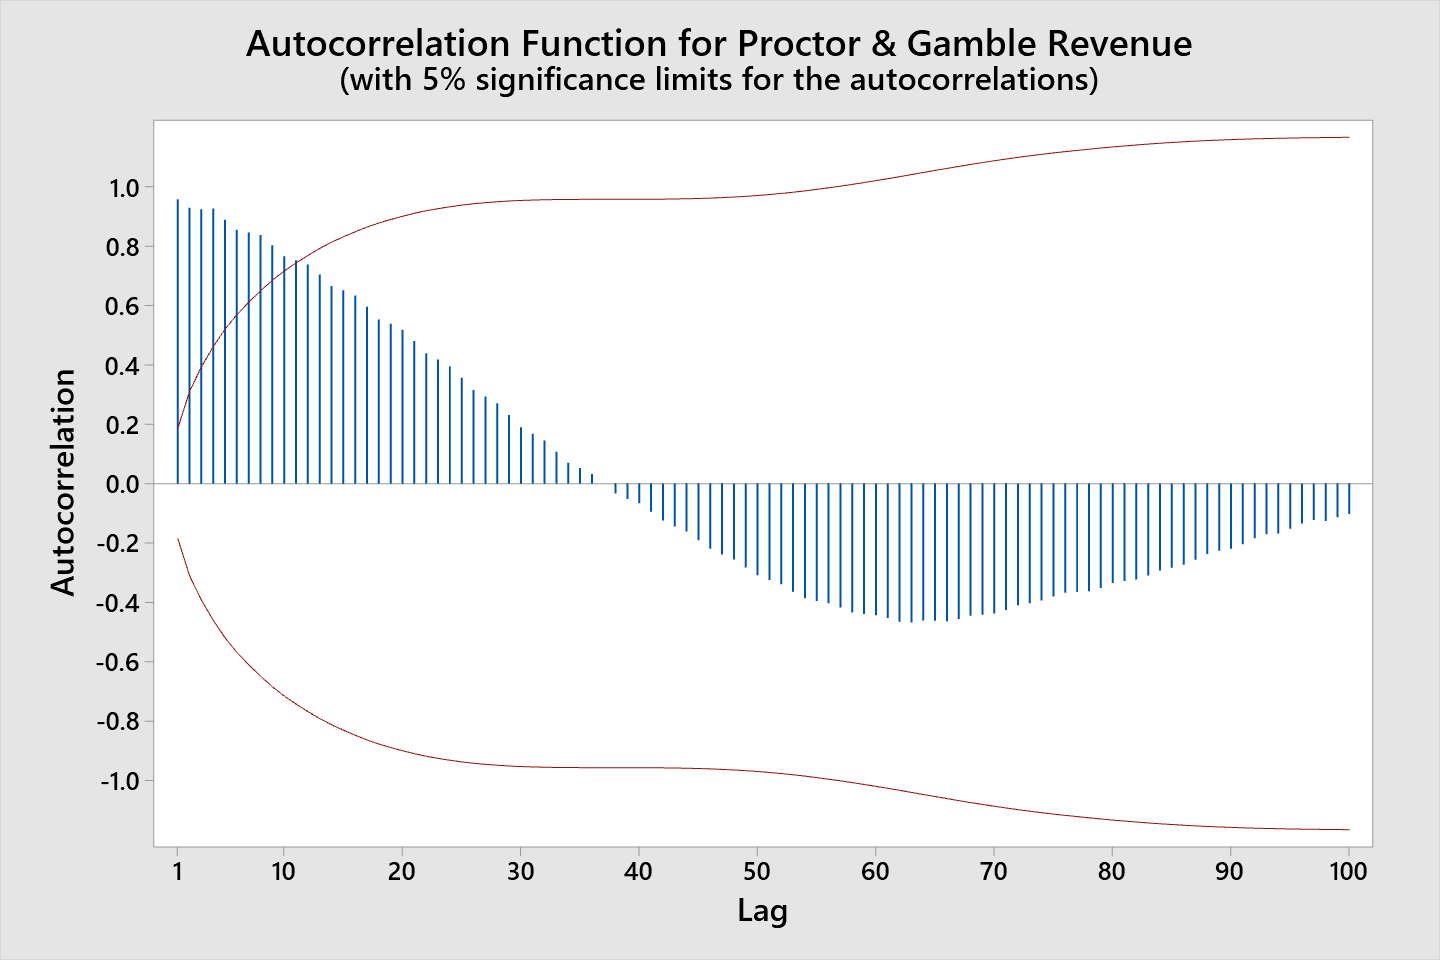 Autocorrelation Function for Proctor & Gamble Revenue
(with 5% significance limits for the autocorrelations)
1.0
0.8
0.6
0.4
0.2
0.0
-0.2
-0.4
-0.6
-0.8
-1.0
Autocorrelation
1 10 20 30 40 50 60 70 80 90 100
Lag